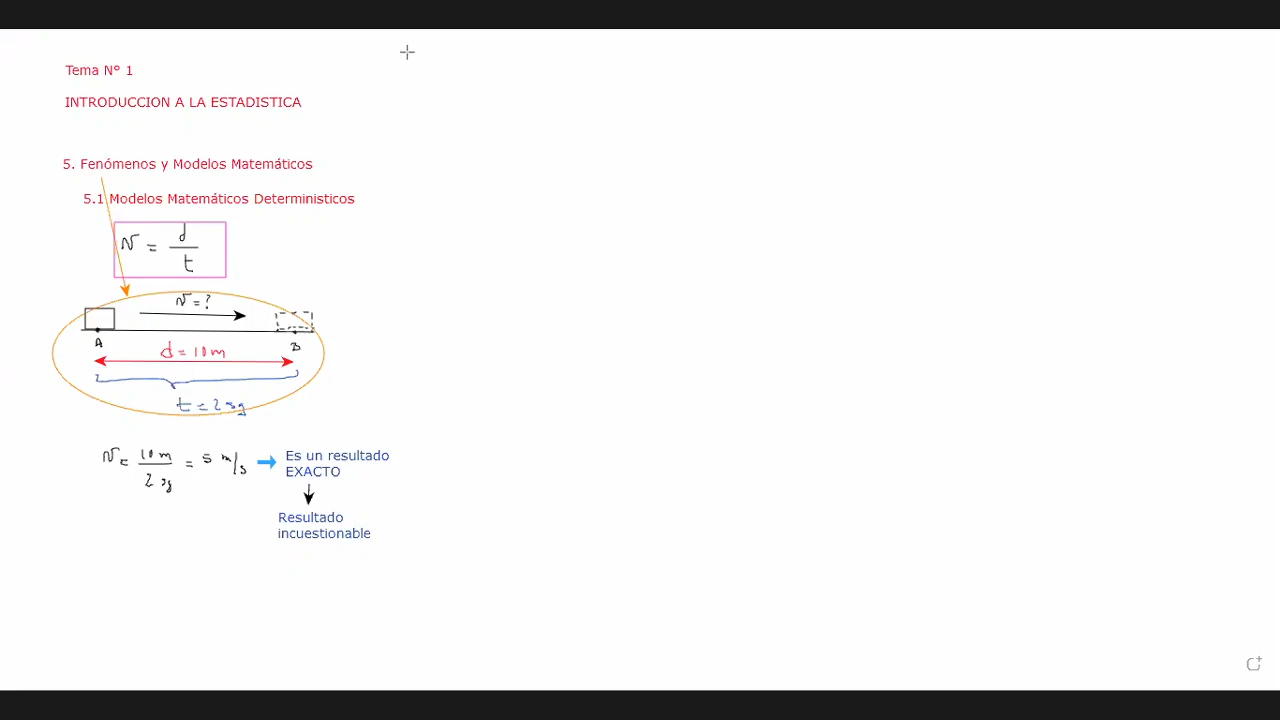 Tema N° 1
INTRODUCCION A LA ESTADISTICA
5. Fenómenos y Modelos Matemáticos
5.1 Modelos Matemáticos Deterministicos
v = d/t
v = ?
A B
d = 10 m
t = 2 sg
v = 10 m / 2 sg = 5 m/s
Es un resultado
EXACTO
Resultado
incuestionable